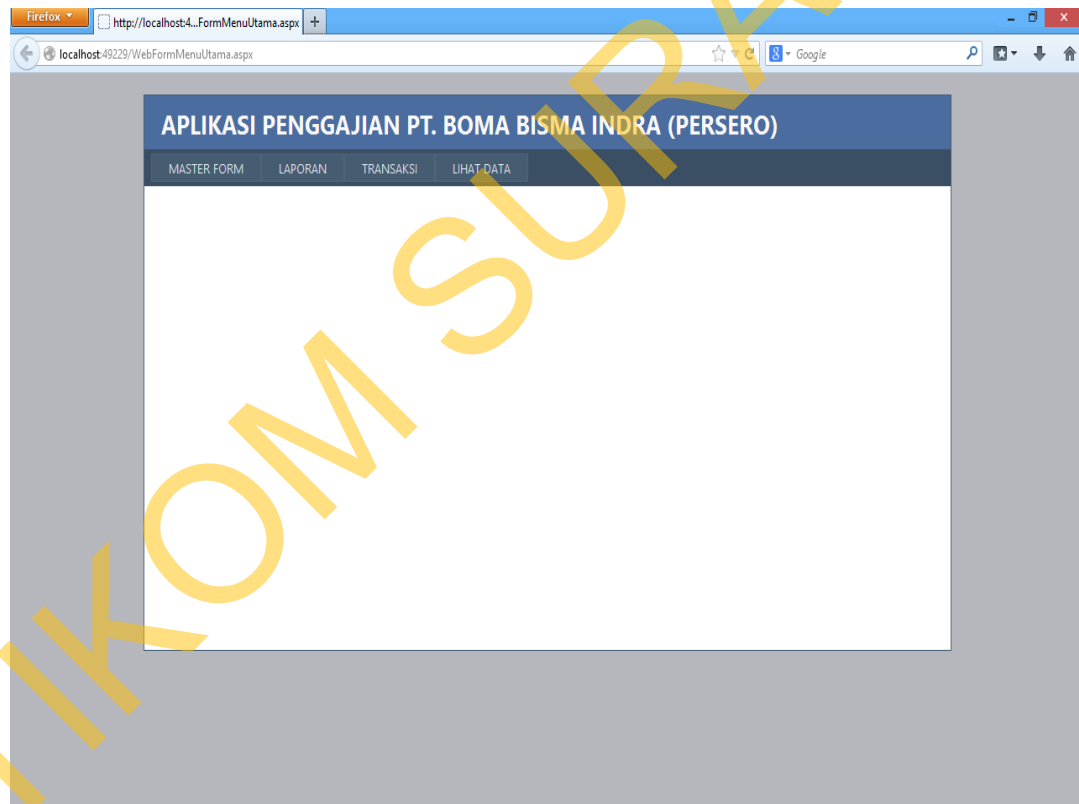 Firefox
http://localhost:4...FormMenuUtama.aspx
localhost:49229/WebFormMenuUtama.aspx
Google
APLIKASI PENGGAJIAN PT. BOMA BISMA INDRA (PERSERO)
MASTER FORM LAPORAN TRANSAKSI LIHAT DATA
IKOM SURA